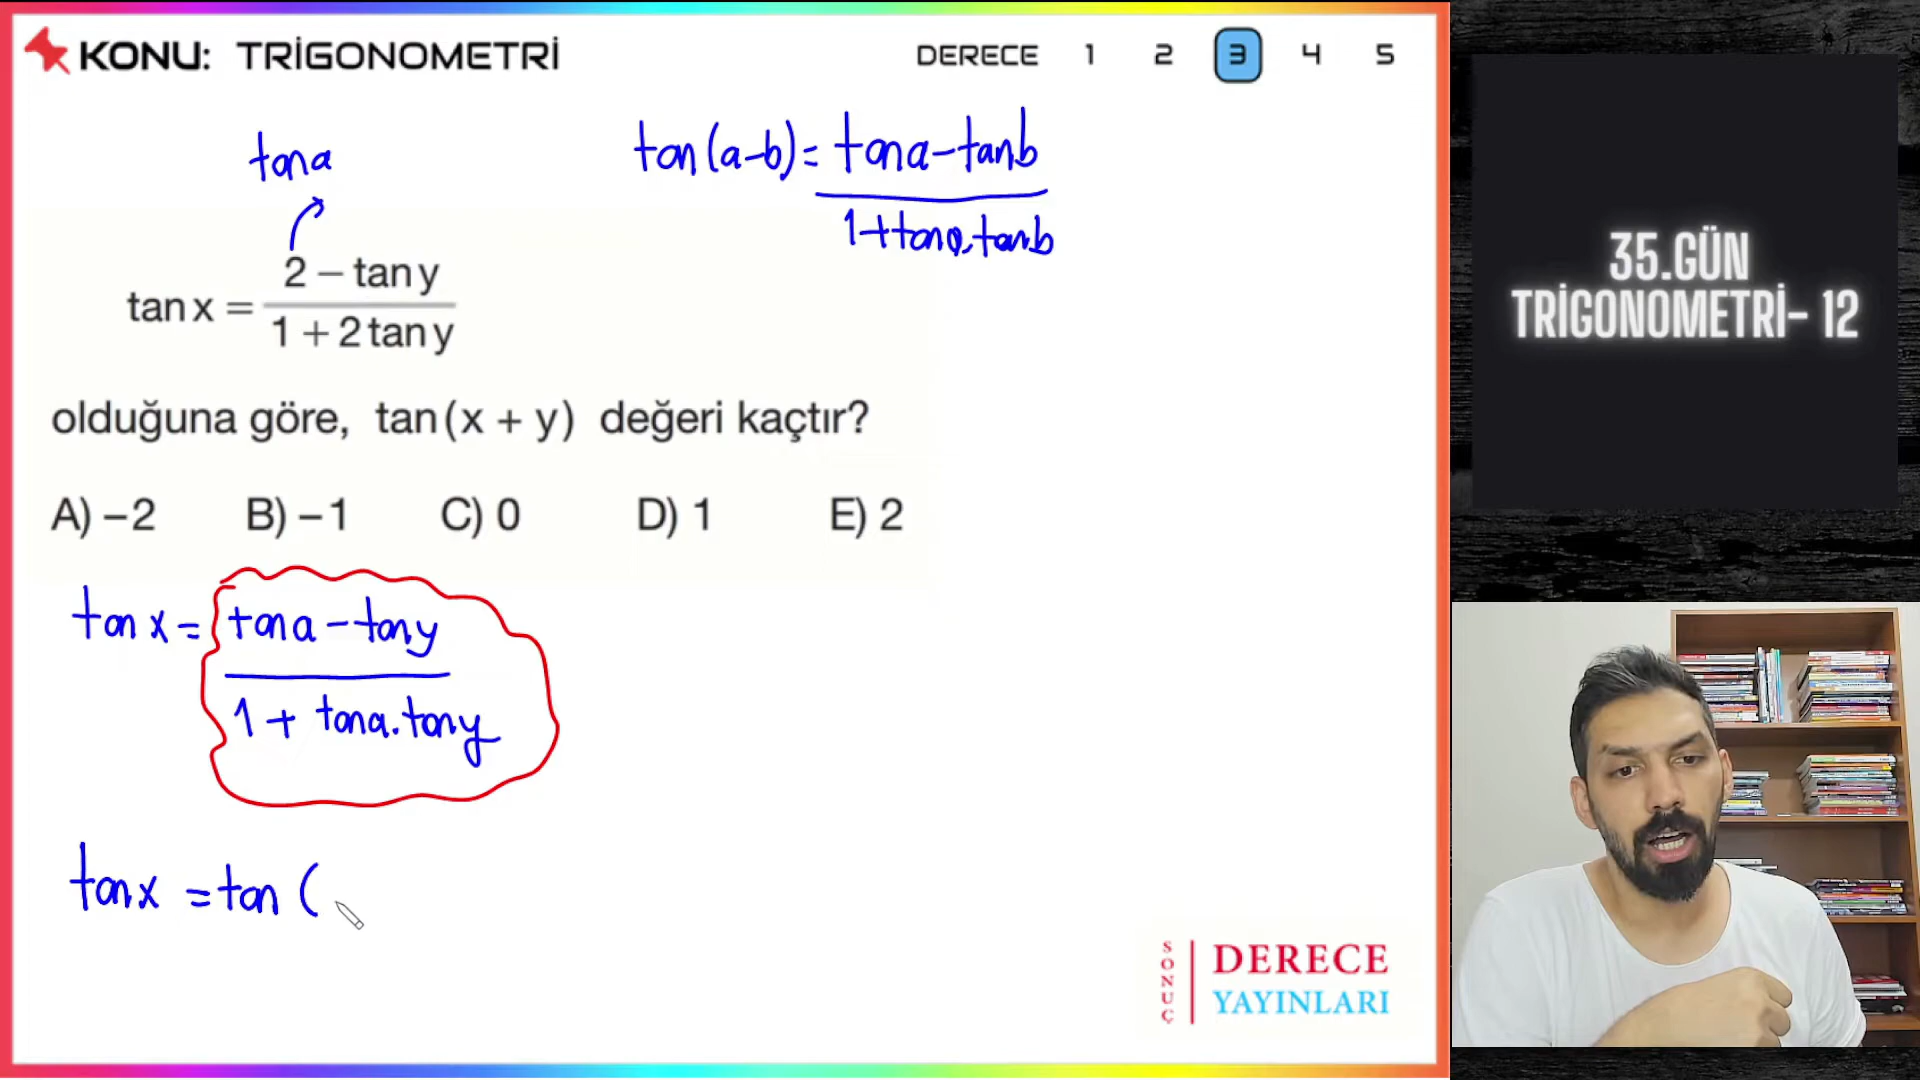 KONU: TRİGONOMETRİ
DERECE 1 2 3 4 5
tana
tan(a-b)= tana-tanb
1+tana.tanb
tan x = 2 − tan y
1 + 2 tan y
olduğuna göre, tan(x + y) değeri kaçtır?
A) −2 B) −1 C) 0 D) 1 E) 2
tanx= tana-tany
1+ tana.tany
tanx =tan (
SONUÇ
DERECE
YAYINLARI
35.GÜN
TRİGONOMETRİ- 12